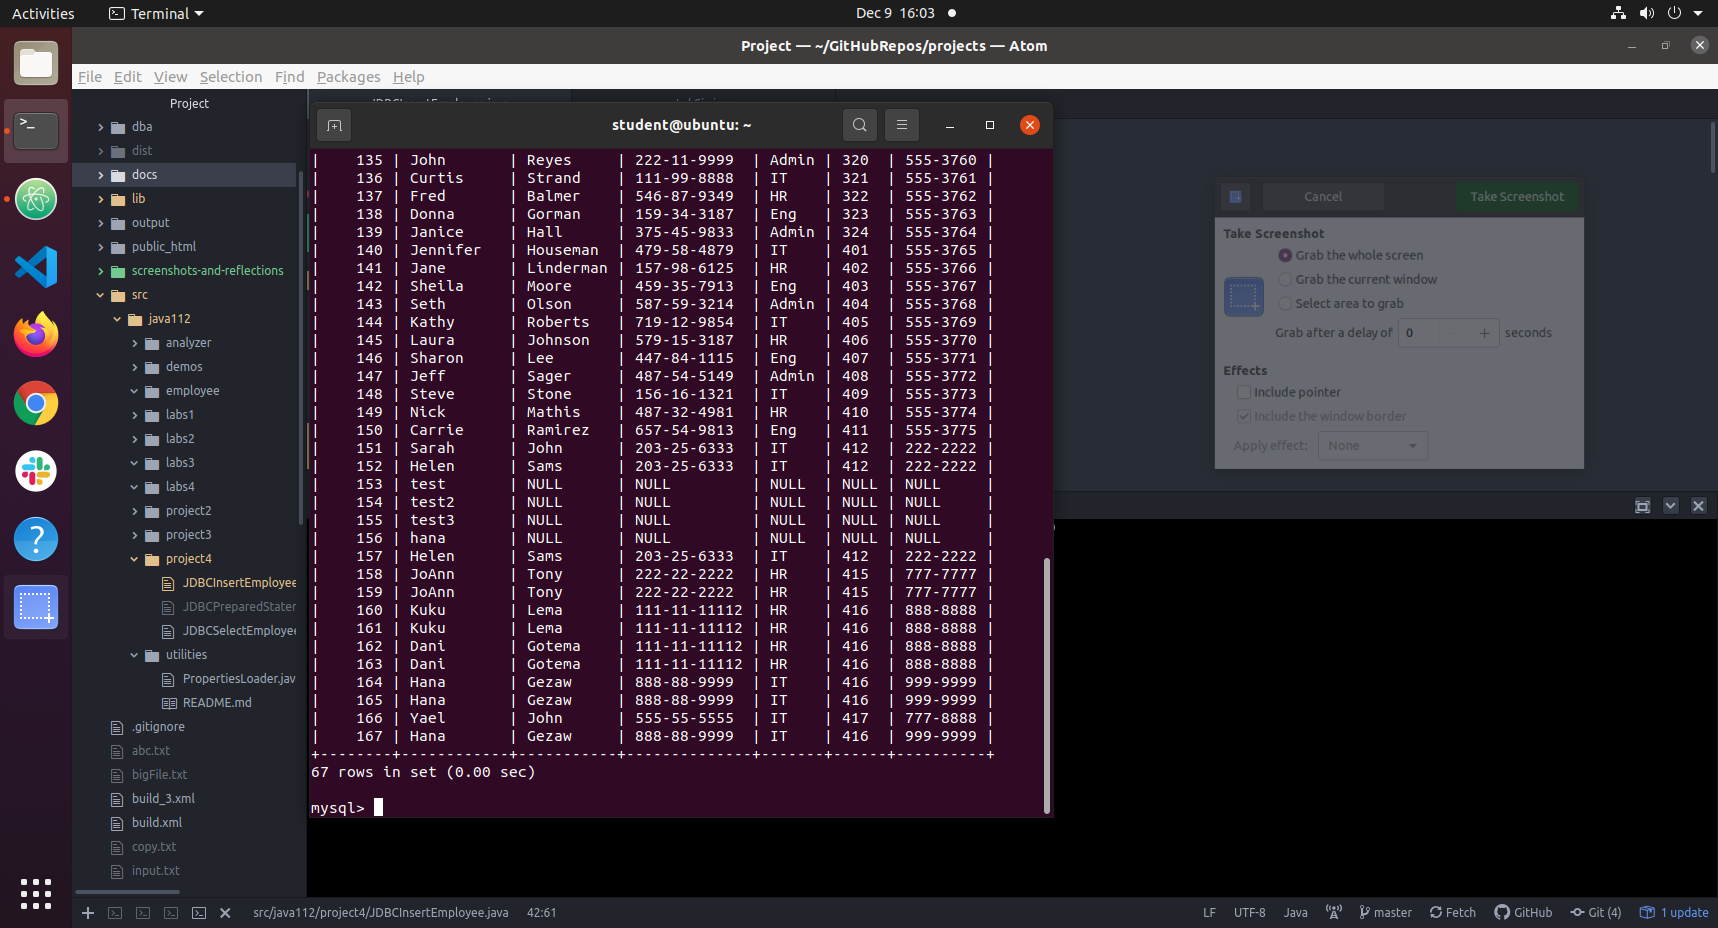 Activities
Terminal
Dec 9 16:03
Project — ~/GitHubRepos/projects — Atom
File Edit View Selection Find Packages Help
Project
dba
dist
docs
lib
output
public_html
screenshots-and-reflections
src
java112
analyzer
demos
employee
labs1
labs2
labs3
labs4
project2
project3
project4
JDBCInsertEmployee
JDBCPreparedStater
JDBCSelectEmployee
utilities
PropertiesLoader.jav
README.md
.gitignore
abc.txt
bigFile.txt
build_3.xml
build.xml
copy.txt
input.txt
student@ubuntu: ~
| 135 | John | Reyes | 222-11-9999 | Admin | 320 | 555-3760 |
| 136 | Curtis | Strand | 111-99-8888 | IT | 321 | 555-3761 |
| 137 | Fred | Balmer | 546-87-9349 | HR | 322 | 555-3762 |
| 138 | Donna | Gorman | 159-34-3187 | Eng | 323 | 555-3763 |
| 139 | Janice | Hall | 375-45-9833 | Admin | 324 | 555-3764 |
| 140 | Jennifer | Houseman | 479-58-4879 | IT | 401 | 555-3765 |
| 141 | Jane | Linderman | 157-98-6125 | HR | 402 | 555-3766 |
| 142 | Sheila | Moore | 459-35-7913 | Eng | 403 | 555-3767 |
| 143 | Seth | Olson | 587-59-3214 | Admin | 404 | 555-3768 |
| 144 | Kathy | Roberts | 719-12-9854 | IT | 405 | 555-3769 |
| 145 | Laura | Johnson | 579-15-3187 | HR | 406 | 555-3770 |
| 146 | Sharon | Lee | 447-84-1115 | Eng | 407 | 555-3771 |
| 147 | Jeff | Sager | 487-54-5149 | Admin | 408 | 555-3772 |
| 148 | Steve | Stone | 156-16-1321 | IT | 409 | 555-3773 |
| 149 | Nick | Mathis | 487-32-4981 | HR | 410 | 555-3774 |
| 150 | Carrie | Ramirez | 657-54-9813 | Eng | 411 | 555-3775 |
| 151 | Sarah | John | 203-25-6333 | IT | 412 | 222-2222 |
| 152 | Helen | Sams | 203-25-6333 | IT | 412 | 222-2222 |
| 153 | test | NULL | NULL | NULL | NULL | NULL |
| 154 | test2 | NULL | NULL | NULL | NULL | NULL |
| 155 | test3 | NULL | NULL | NULL | NULL | NULL |
| 156 | hana | NULL | NULL | NULL | NULL | NULL |
| 157 | Helen | Sams | 203-25-6333 | IT | 412 | 222-2222 |
| 158 | JoAnn | Tony | 222-22-2222 | HR | 415 | 777-7777 |
| 159 | JoAnn | Tony | 222-22-2222 | HR | 415 | 777-7777 |
| 160 | Kuku | Lema | 111-11-11112 | HR | 416 | 888-8888 |
| 161 | Kuku | Lema | 111-11-11112 | HR | 416 | 888-8888 |
| 162 | Dani | Gotema | 111-11-11112 | HR | 416 | 888-8888 |
| 163 | Dani | Gotema | 111-11-11112 | HR | 416 | 888-8888 |
| 164 | Hana | Gezaw | 888-88-9999 | IT | 416 | 999-9999 |
| 165 | Hana | Gezaw | 888-88-9999 | IT | 416 | 999-9999 |
| 166 | Yael | John | 555-55-5555 | IT | 417 | 777-8888 |
| 167 | Hana | Gezaw | 888-88-9999 | IT | 416 | 999-9999 |
+--------+------------+-----------+--------------+-------+------+----------+
67 rows in set (0.00 sec)
mysql>
Cancel
Take Screenshot
Take Screenshot
Grab the whole screen
Grab the current window
Select area to grab
Grab after a delay of 0 - + seconds
Effects
Include pointer
Include the window border
Apply effect: None
src/java112/project4/JDBCInsertEmployee.java 42:61
LF UTF-8 Java master Fetch GitHub Git (4) 1 update